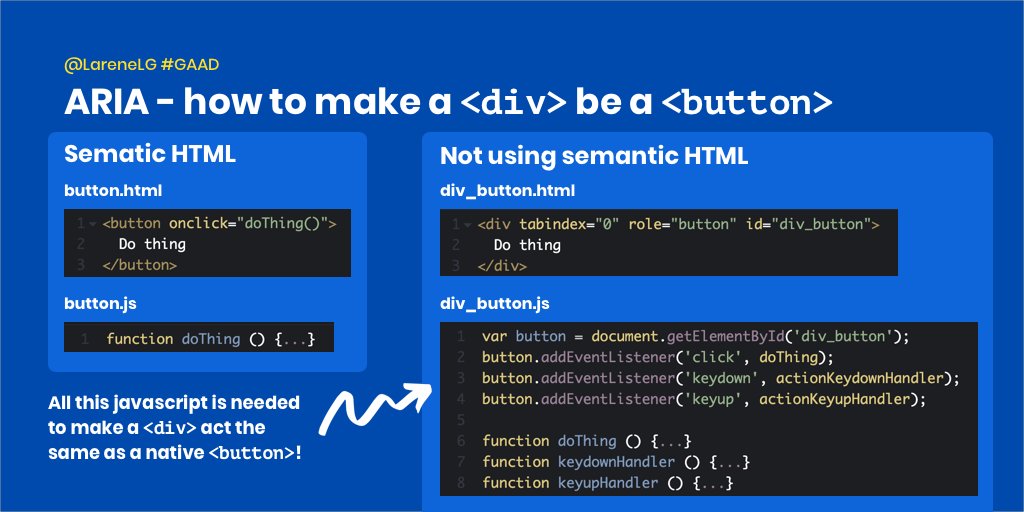 @LareneLG #GAAD
ARIA - how to make a <div> be a <button>
Sematic HTML
button.html
1 <button onclick="doThing()">
2 Do thing
3 </button>
button.js
1 function doThing () {...}
All this javascript is needed
to make a <div> act the
same as a native <button>!
Not using semantic HTML
div_button.html
1 <div tabindex="0" role="button" id="div_button">
2 Do thing
3 </div>
div_button.js
1 var button = document.getElementById('div_button');
2 button.addEventListener('click', doThing);
3 button.addEventListener('keydown', actionKeydownHandler);
4 button.addEventListener('keyup', actionKeyupHandler);
5
6 function doThing () {...}
7 function keydownHandler () {...}
8 function keyupHandler () {...}